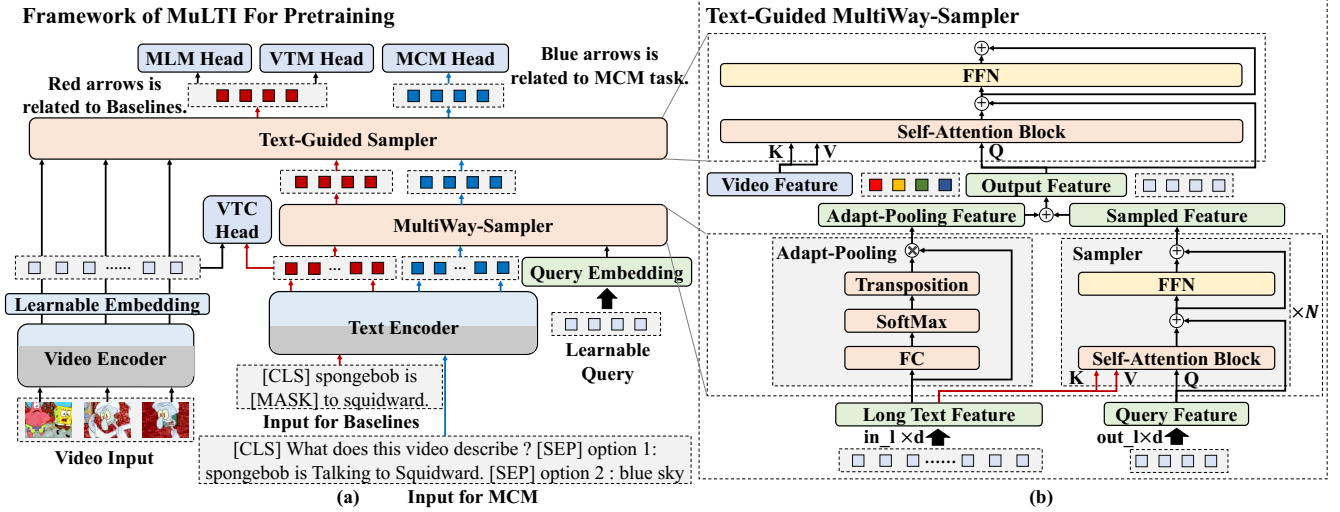 Framework of MuLTI For Pretraining
MLM Head
VTM Head
MCM Head
Blue arrows is
related to MCM task.
Red arrows is
related to Baselines.
Text-Guided Sampler
VTC
Head
MultiWay-Sampler
Query Embedding
Learnable Embedding
Text Encoder
Video Encoder
Learnable
Query
[CLS] spongebob is
[MASK] to squidward.
Input for Baselines
Video Input
[CLS] What does this video describe ? [SEP] option 1:
spongebob is Talking to Squidward. [SEP] option 2 : blue sky
(a)
Input for MCM
Text-Guided MultiWay-Sampler
FFN
Self-Attention Block
K
V
Q
Video Feature
Output Feature
Adapt-Pooling Feature
Sampled Feature
Adapt-Pooling
Transposition
SoftMax
FC
Sampler
FFN
×N
Self-Attention Block
K
V
Q
Long Text Feature
Query Feature
in_l ×d
out_l×d
(b)